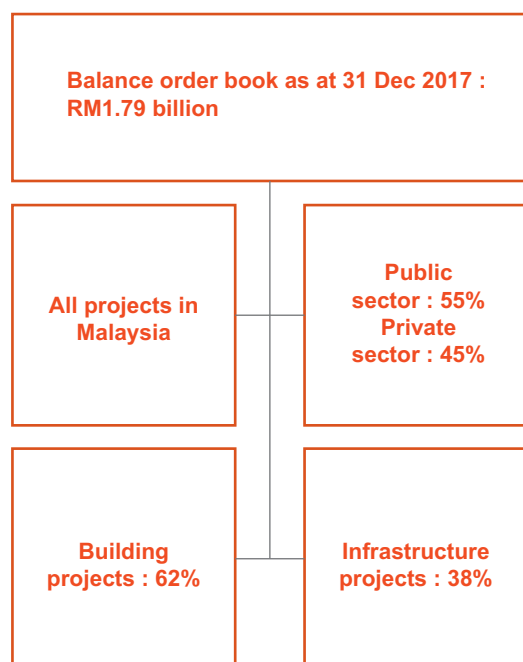 Balance order book as at 31 Dec 2017 :
RM1.79 billion
All projects in
Malaysia
Public
sector : 55%
Private
sector : 45%
Building
projects : 62%
Infrastructure
projects : 38%